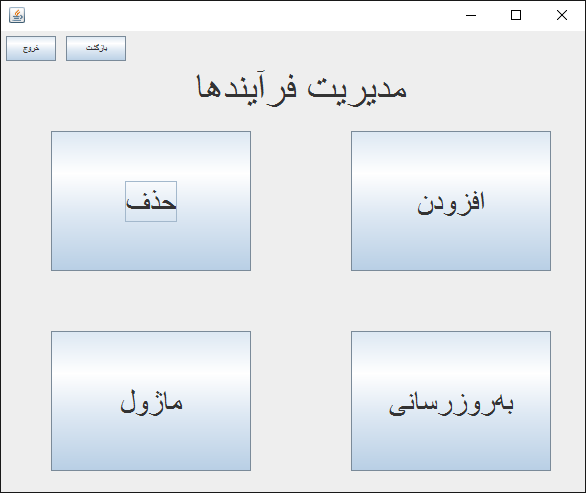 بازگشت
خروج
مدیریت فرآیندها
افزودن
حذف
به‌روزرسانی
ماژول